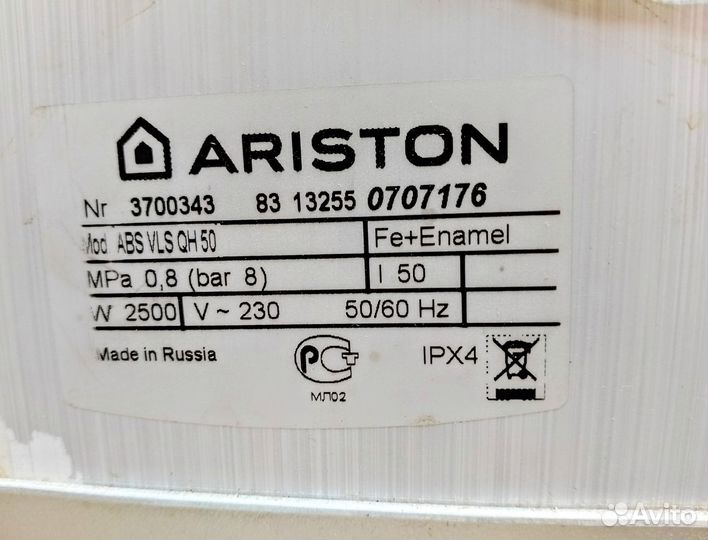 ARISTON
Nr 3700343 83 13255 0707176
Mod ABS VLS QH 50 Fe+Enamel
MPa 0,8 (bar 8) l 50
W 2500 V ~ 230 50/60 Hz
Made in Russia РСТ IPX4
МЛ02
Avito